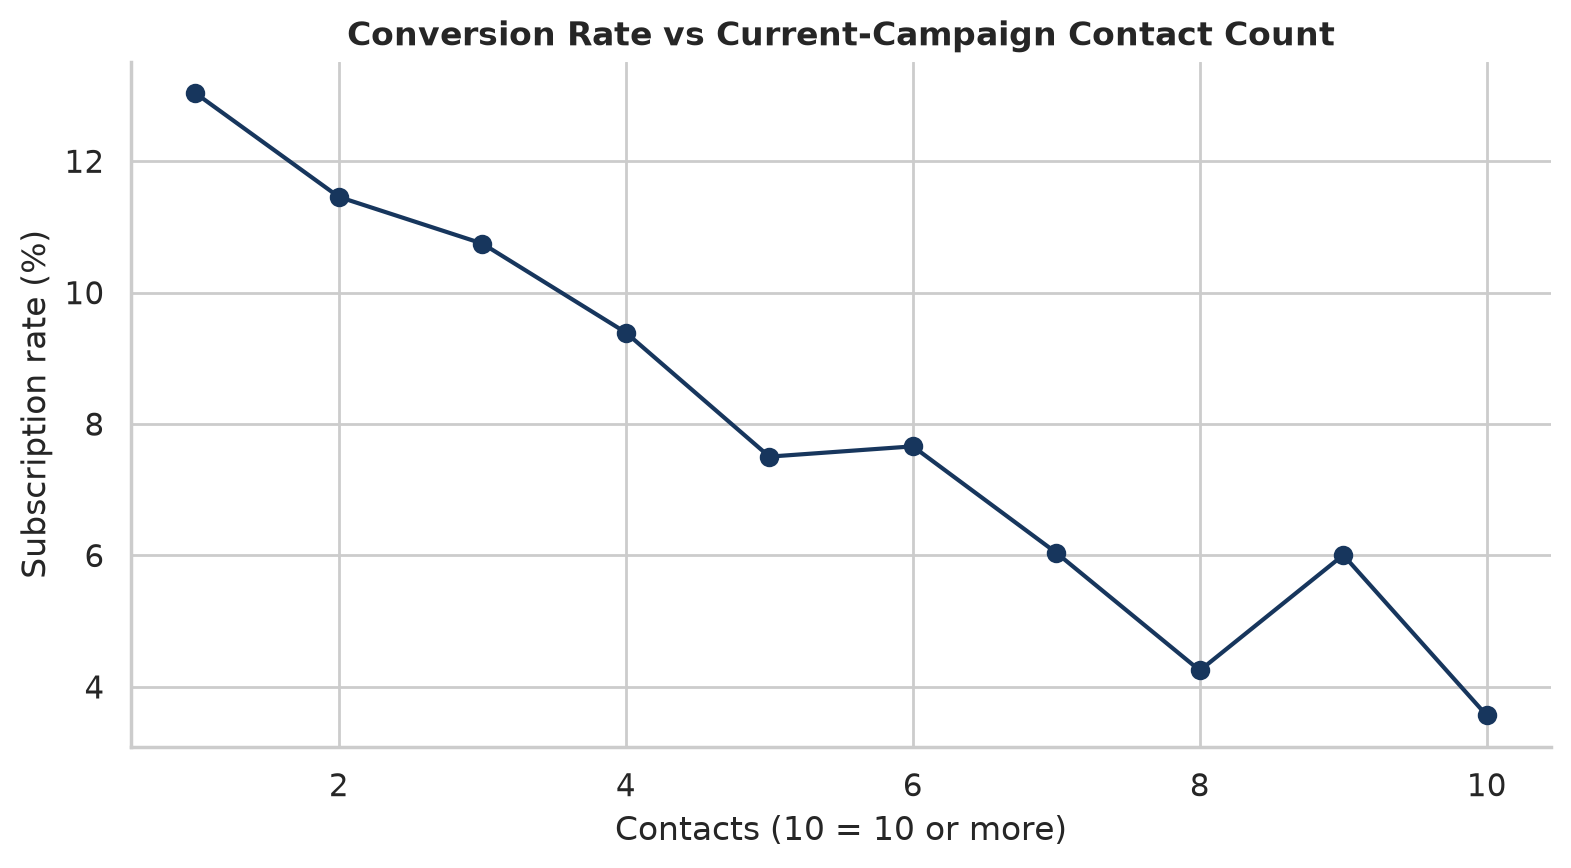 Conversion Rate vs Current-Campaign Contact Count
Subscription rate (%)
12
10
8
6
4
2 4 6 8 10
Contacts (10 = 10 or more)